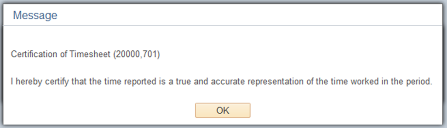 Message
Certification of Timesheet (20000,701)
I hereby certify that the time reported is a true and accurate representation of the time worked in the period.
OK